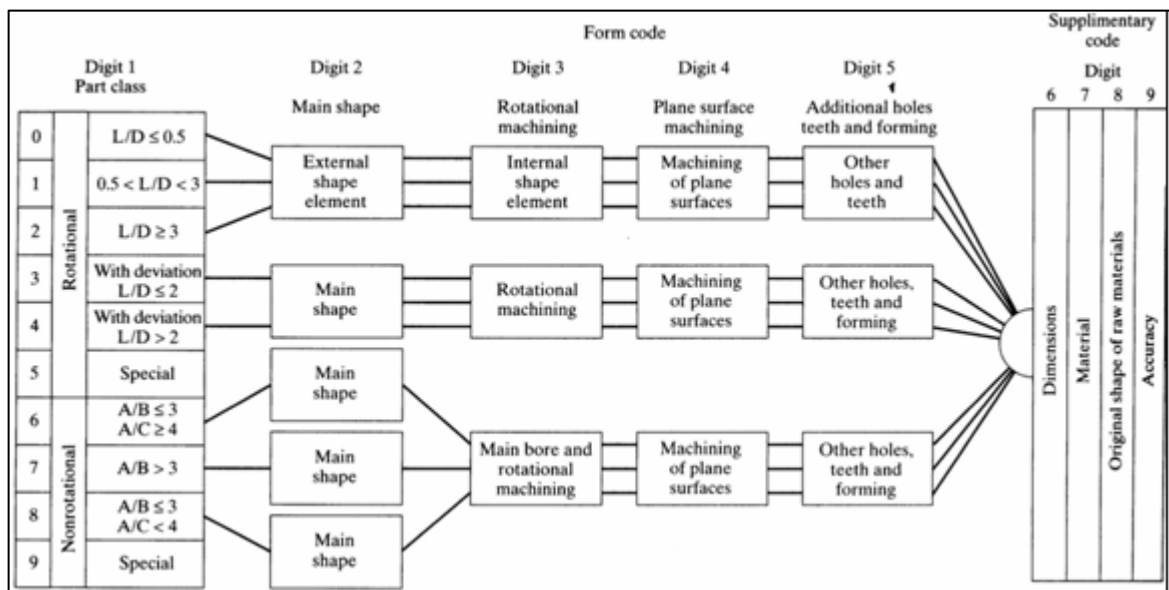 Form code
Supplimentary
code
Digit 1
Part class
Digit 2
Main shape
Digit 3
Rotational
machining
Digit 4
Plane surface
machining
Digit 5
Additional holes
teeth and forming
Digit
6 7 8 9
0
L/D ≤ 0.5
1
0.5 < L/D < 3
2
L/D ≥ 3
3
With deviation
L/D ≤ 2
4
With deviation
L/D > 2
5
Special
6
A/B ≤ 3
A/C ≥ 4
7
A/B > 3
8
A/B ≤ 3
A/C < 4
9
Special
Rotational
Nonrotational
External
shape
element
Internal
shape
element
Machining
of plane
surfaces
Other
holes and
teeth
Main
shape
Rotational
machining
Machining
of plane
surfaces
Other holes,
teeth and
forming
Main
shape
Main
shape
Main
shape
Main bore and
rotational
machining
Machining
of plane
surfaces
Other holes,
teeth and
forming
Dimensions
Material
Original shape of raw materials
Accuracy